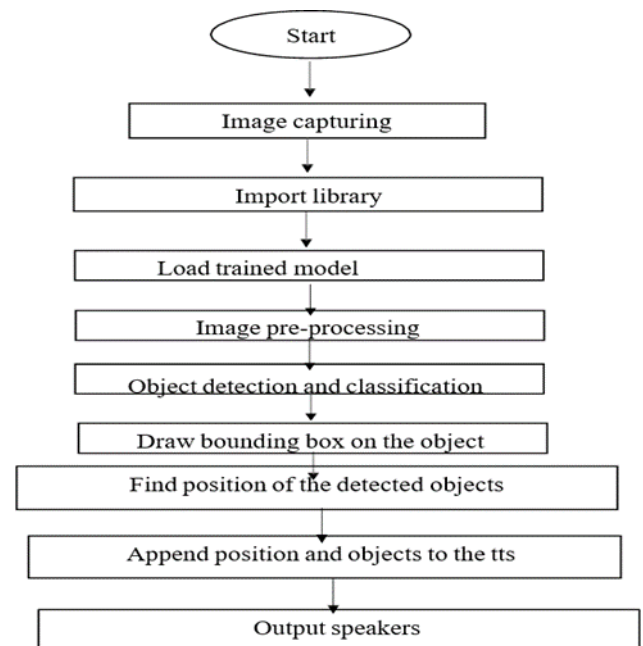 Start
Image capturing
Import library
Load trained model
Image pre-processing
Object detection and classification
Draw bounding box on the object
Find position of the detected objects
Append position and objects to the tts
Output speakers